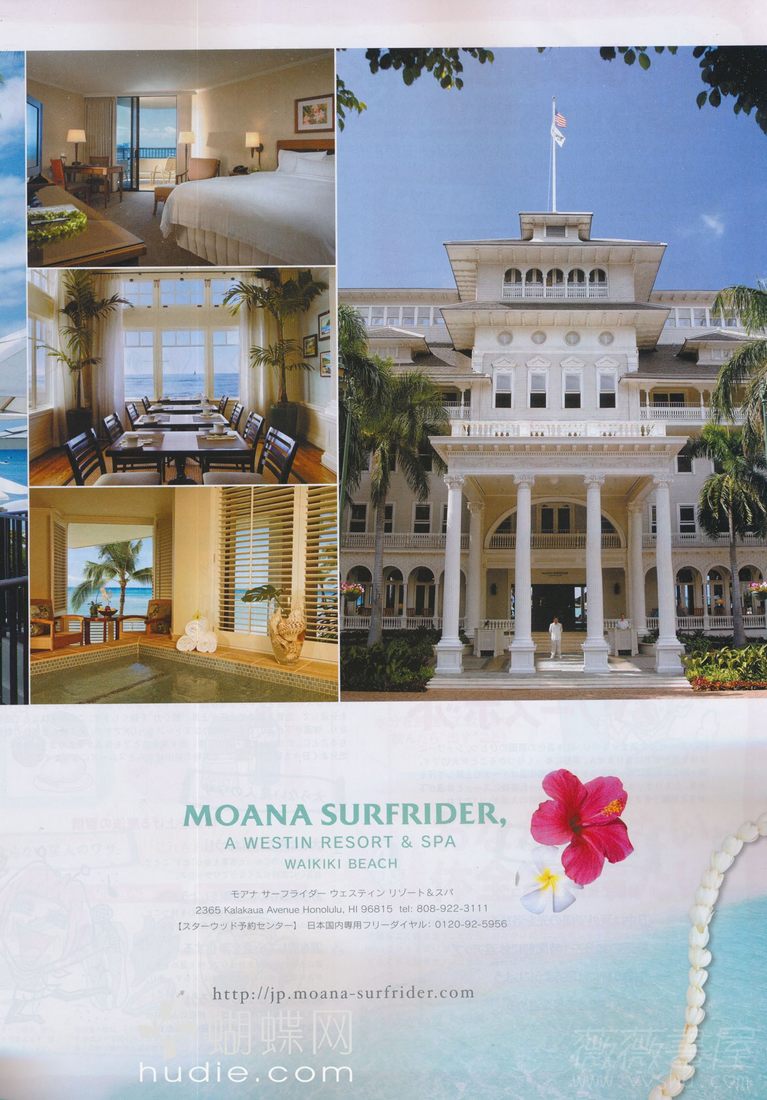 MOANA SURFRIDER,
A WESTIN RESORT & SPA
WAIKIKI BEACH
モアナ サーフライダー ウェスティン リゾート&スパ
2365 Kalakaua Avenue Honolulu, HI 96815 tel: 808-922-3111
【スターウッド予約センター】 日本国内専用フリーダイヤル: 0120-92-5956
http://jp.moana-surfrider.com
蝴蝶网
hudie.com